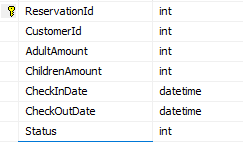 ReservationId int
CustomerId int
AdultAmount int
ChildrenAmount int
CheckInDate datetime
CheckOutDate datetime
Status int